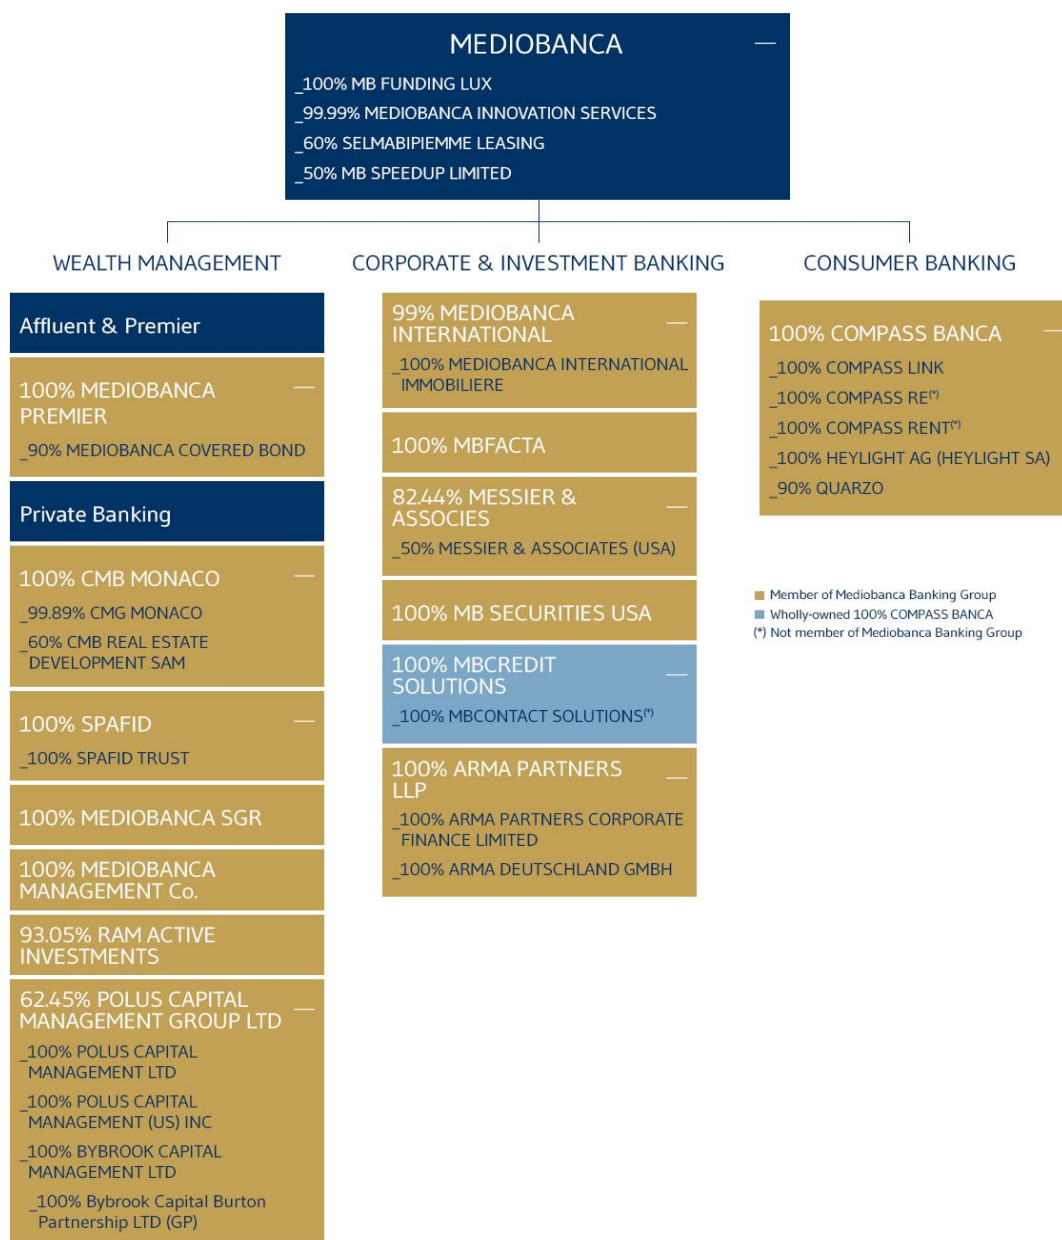 MEDIOBANCA
_100% MB FUNDING LUX
_99.99% MEDIOBANCA INNOVATION SERVICES
_60% SELMABIPIEMME LEASING
_50% MB SPEEDUP LIMITED
WEALTH MANAGEMENT
Affluent & Premier
100% MEDIOBANCA
PREMIER
_90% MEDIOBANCA COVERED BOND
Private Banking
100% CMB MONACO
_99.89% CMG MONACO
_60% CMB REAL ESTATE
DEVELOPMENT SAM
100% SPAFID
_100% SPAFID TRUST
100% MEDIOBANCA SGR
100% MEDIOBANCA
MANAGEMENT Co.
93.05% RAM ACTIVE
INVESTMENTS
62.45% POLUS CAPITAL
MANAGEMENT GROUP LTD
_100% POLUS CAPITAL
MANAGEMENT LTD
_100% POLUS CAPITAL
MANAGEMENT (US) INC
_100% BYBROOK CAPITAL
MANAGEMENT LTD
_100% Bybrook Capital Burton
Partnership LTD (GP)
CORPORATE & INVESTMENT BANKING
99% MEDIOBANCA
INTERNATIONAL
_100% MEDIOBANCA INTERNATIONAL
IMMOBILIERE
100% MBFACTA
82.44% MESSIER &
ASSOCIES
_50% MESSIER & ASSOCIATES (USA)
100% MB SECURITIES USA
100% MBCREDIT
SOLUTIONS
_100% MBCONTACT SOLUTIONS(*)
100% ARMA PARTNERS
LLP
_100% ARMA PARTNERS CORPORATE
FINANCE LIMITED
_100% ARMA DEUTSCHLAND GMBH
CONSUMER BANKING
100% COMPASS BANCA
_100% COMPASS LINK
_100% COMPASS RE(*)
_100% COMPASS RENT(*)
_100% HEYLIGHT AG (HEYLIGHT SA)
_90% QUARZO
Member of Mediobanca Banking Group
Wholly-owned 100% COMPASS BANCA
(*) Not member of Mediobanca Banking Group